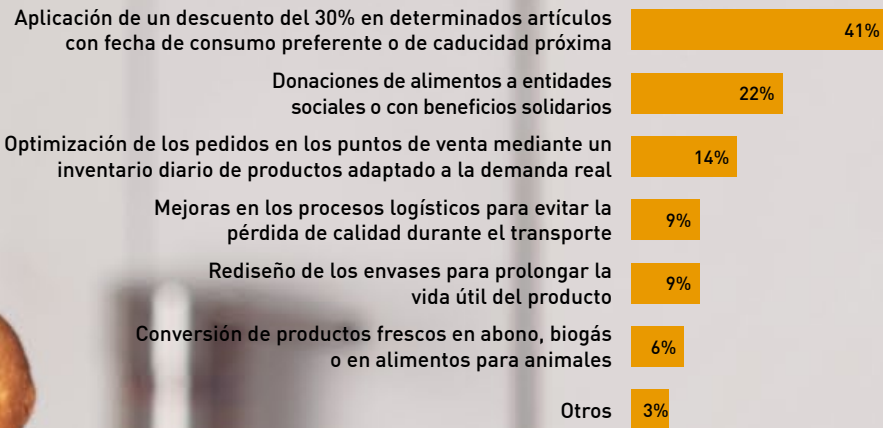 Aplicación de un descuento del 30% en determinados artículos
con fecha de consumo preferente o de caducidad próxima
41%
Donaciones de alimentos a entidades
sociales o con beneficios solidarios
22%
Optimización de los pedidos en los puntos de venta mediante un
inventario diario de productos adaptado a la demanda real
14%
Mejoras en los procesos logísticos para evitar la
pérdida de calidad durante el transporte
9%
Rediseño de los envases para prolongar la
vida útil del producto
9%
Conversión de productos frescos en abono, biogás
o en alimentos para animales
6%
Otros
3%